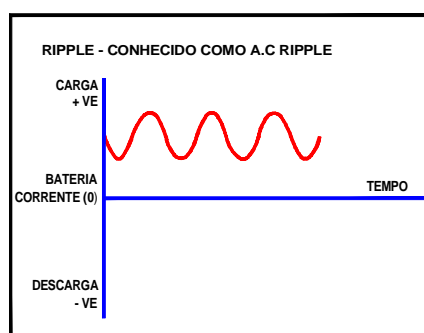 RIPPLE - CONHECIDO COMO A.C RIPPLE
CARGA
+ VE
BATERIA
CORRENTE (0)
TEMPO
DESCARGA
- VE